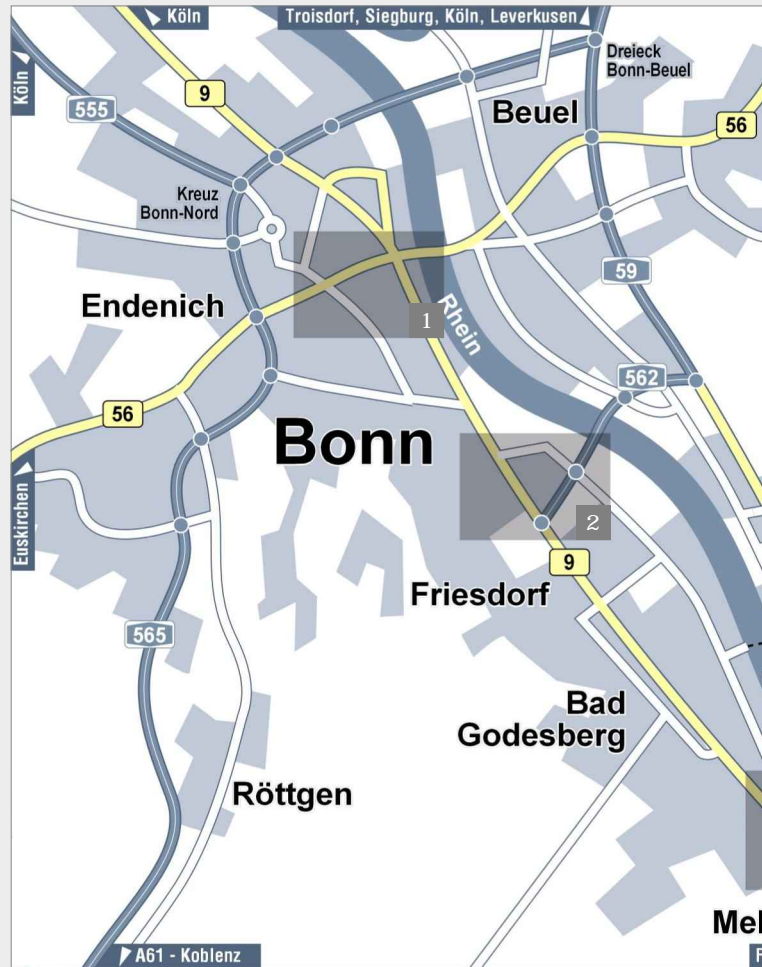 Köln
Troisdorf, Siegburg, Köln, Leverkusen
Köln
Dreieck
Bonn-Beuel
9
555
Beuel
56
Kreuz
Bonn-Nord
59
Endenich
1
Rhein
562
56
Bonn
Euskirchen
2
9
Friesdorf
565
Bad
Godesberg
Röttgen
Mel
A61 - Koblenz